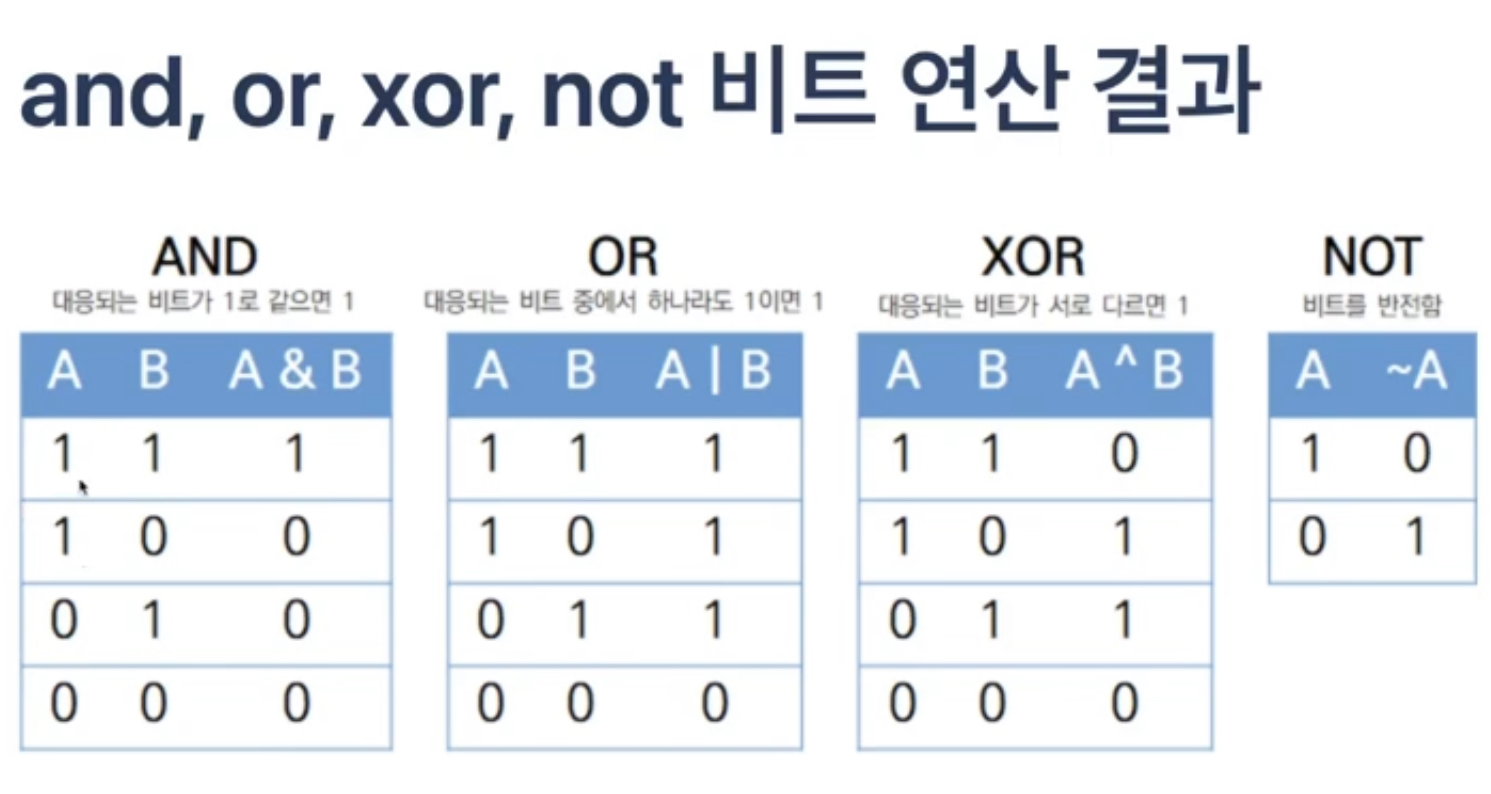 and, or, xor, not 비트 연산 결과
AND
대응되는 비트가 1로 같으면 1
A B A & B
1 1 1
1 0 0
0 1 0
0 0 0
OR
대응되는 비트 중에서 하나라도 1이면 1
A B A | B
1 1 1
1 0 1
0 1 1
0 0 0
XOR
대응되는 비트가 서로 다르면 1
A B A ^ B
1 1 0
1 0 1
0 1 1
0 0 0
NOT
비트를 반전함
A ~A
1 0
0 1